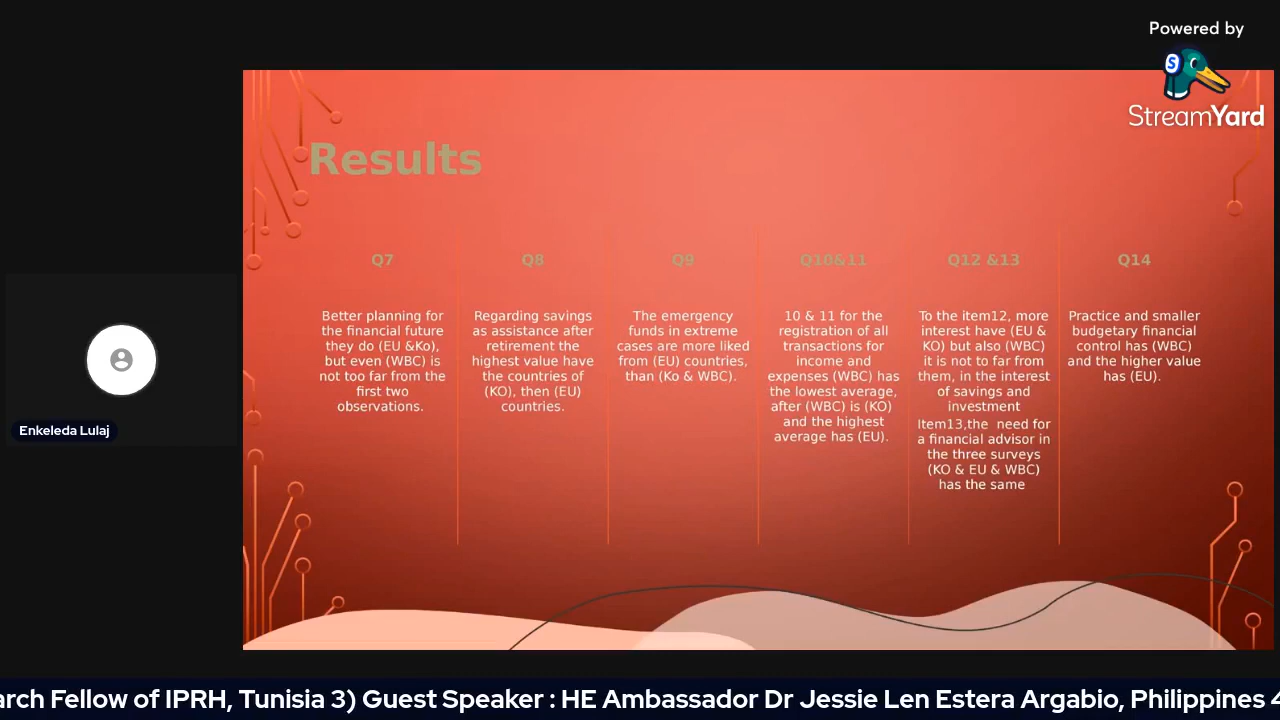 Powered by
StreamYard
Results
Q7
Better planning for
the financial future
they do (EU &Ko),
but even (WBC) is
not too far from the
first two
observations.
Q8
Regarding savings
as assistance after
retirement the
highest value have
the countries of
(KO), then (EU)
countries.
Q9
The emergency
funds in extreme
cases are more liked
from (EU) countries,
than (Ko & WBC).
Q10&11
10 & 11 for the
registration of all
transactions for
income and
expenses (WBC) has
the lowest average,
after (WBC) is (KO)
and the highest
average has (EU).
Q12 &13
To the item12, more
interest have (EU &
KO) but also (WBC)
it is not to far from
them, in the interest
of savings and
investment
Item13,the need for
a financial advisor in
the three surveys
(KO & EU & WBC)
has the same
Q14
Practice and smaller
budgetary financial
control has (WBC)
and the higher value
has (EU).
Enkeleda Lulaj
arch Fellow of IPRH, Tunisia 3) Guest Speaker : HE Ambassador Dr Jessie Len Estera Argabio, Philippines 4